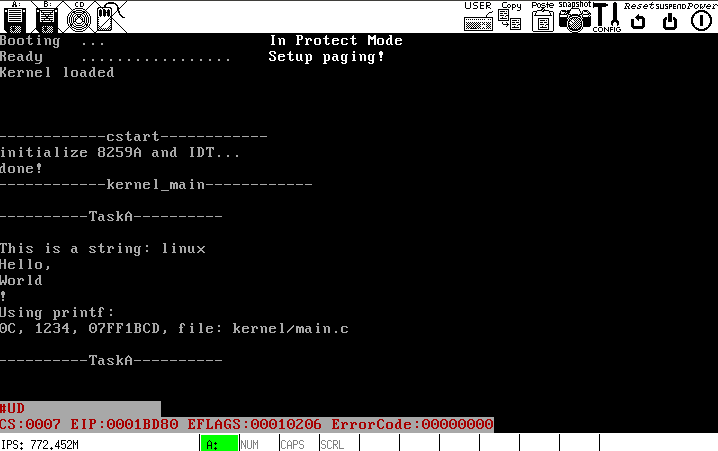 A: B: CD USER Copy Paste snapshot CONFIG Reset SUSPEND Power
Booting ... In Protect Mode
Ready ................. Setup paging!
Kernel loaded
------------cstart------------
initialize 8259A and IDT...
done!
------------kernel_main------------
----------TaskA----------
This is a string: linux
Hello,
World
!
Using printf:
0C, 1234, 07FF1BCD, file: kernel/main.c
----------TaskA----------
#UD
CS:0007 EIP:0001BD80 EFLAGS:00010206 ErrorCode:00000000
IPS: 772.452M A: NUM CAPS SCRL